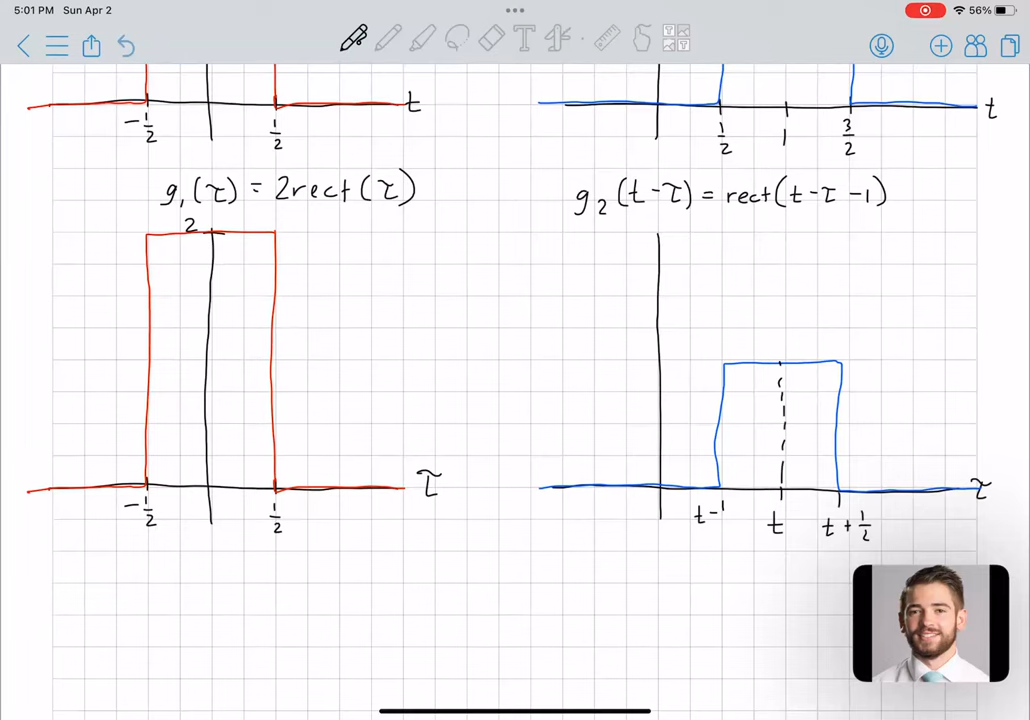 5:01 PM Sun Apr 2
56%
T
T
T
t
t
-1/2
1/2
1/2
1
3/2
g₁(τ) = 2rect(τ)
g₂(t-τ) = rect(t-τ-1)
2
τ
τ
-1/2
1/2
t-1
t
t+1/2